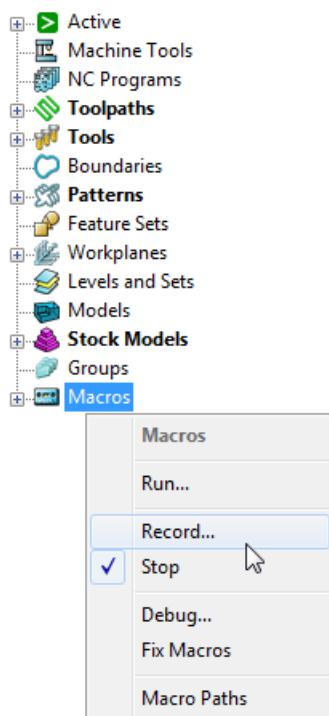 Active
Machine Tools
NC Programs
Toolpaths
Tools
Boundaries
Patterns
Feature Sets
Workplanes
Levels and Sets
Models
Stock Models
Groups
Macros
Macros
Run...
Record...
Stop
Debug...
Fix Macros
Macro Paths